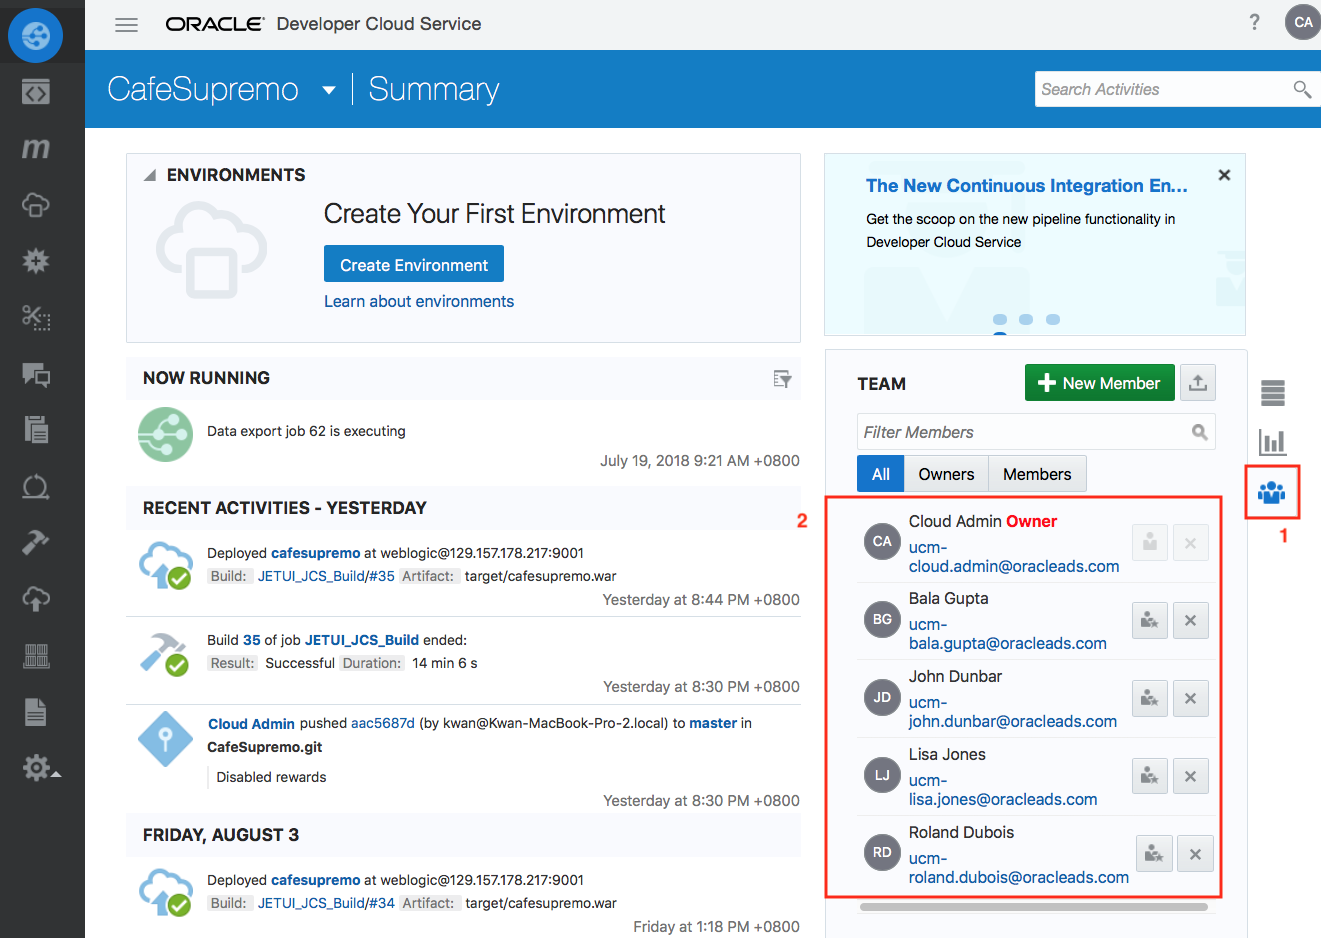 ORACLE® Developer Cloud Service
?
CA
CafeSupremo
Summary
Search Activities
m
ENVIRONMENTS
Create Your First Environment
Create Environment
Learn about environments
The New Continuous Integration En...
Get the scoop on the new pipeline functionality in
Developer Cloud Service
NOW RUNNING
Data export job 62 is executing
July 19, 2018 9:21 AM +0800
RECENT ACTIVITIES - YESTERDAY
Deployed cafesupremo at weblogic@129.157.178.217:9001
Build: JETUI_JCS_Build/#35 Artifact: target/cafesupremo.war
Yesterday at 8:44 PM +0800
Build 35 of job JETUI_JCS_Build ended:
Result: Successful Duration: 14 min 6 s
Yesterday at 8:30 PM +0800
Cloud Admin pushed aac5687d (by kwan@Kwan-MacBook-Pro-2.local) to master in
CafeSupremo.git
Disabled rewards
Yesterday at 8:30 PM +0800
FRIDAY, AUGUST 3
Deployed cafesupremo at weblogic@129.157.178.217:9001
Build: JETUI_JCS_Build/#34 Artifact: target/cafesupremo.war
Friday at 1:18 PM +0800
TEAM
New Member
Filter Members
All Owners Members
1
2
CA
Cloud Admin Owner
ucm-
cloud.admin@oracleads.com
BG
Bala Gupta
ucm-
bala.gupta@oracleads.com
JD
John Dunbar
ucm-
john.dunbar@oracleads.com
LJ
Lisa Jones
ucm-
lisa.jones@oracleads.com
RD
Roland Dubois
ucm-
roland.dubois@oracleads.com